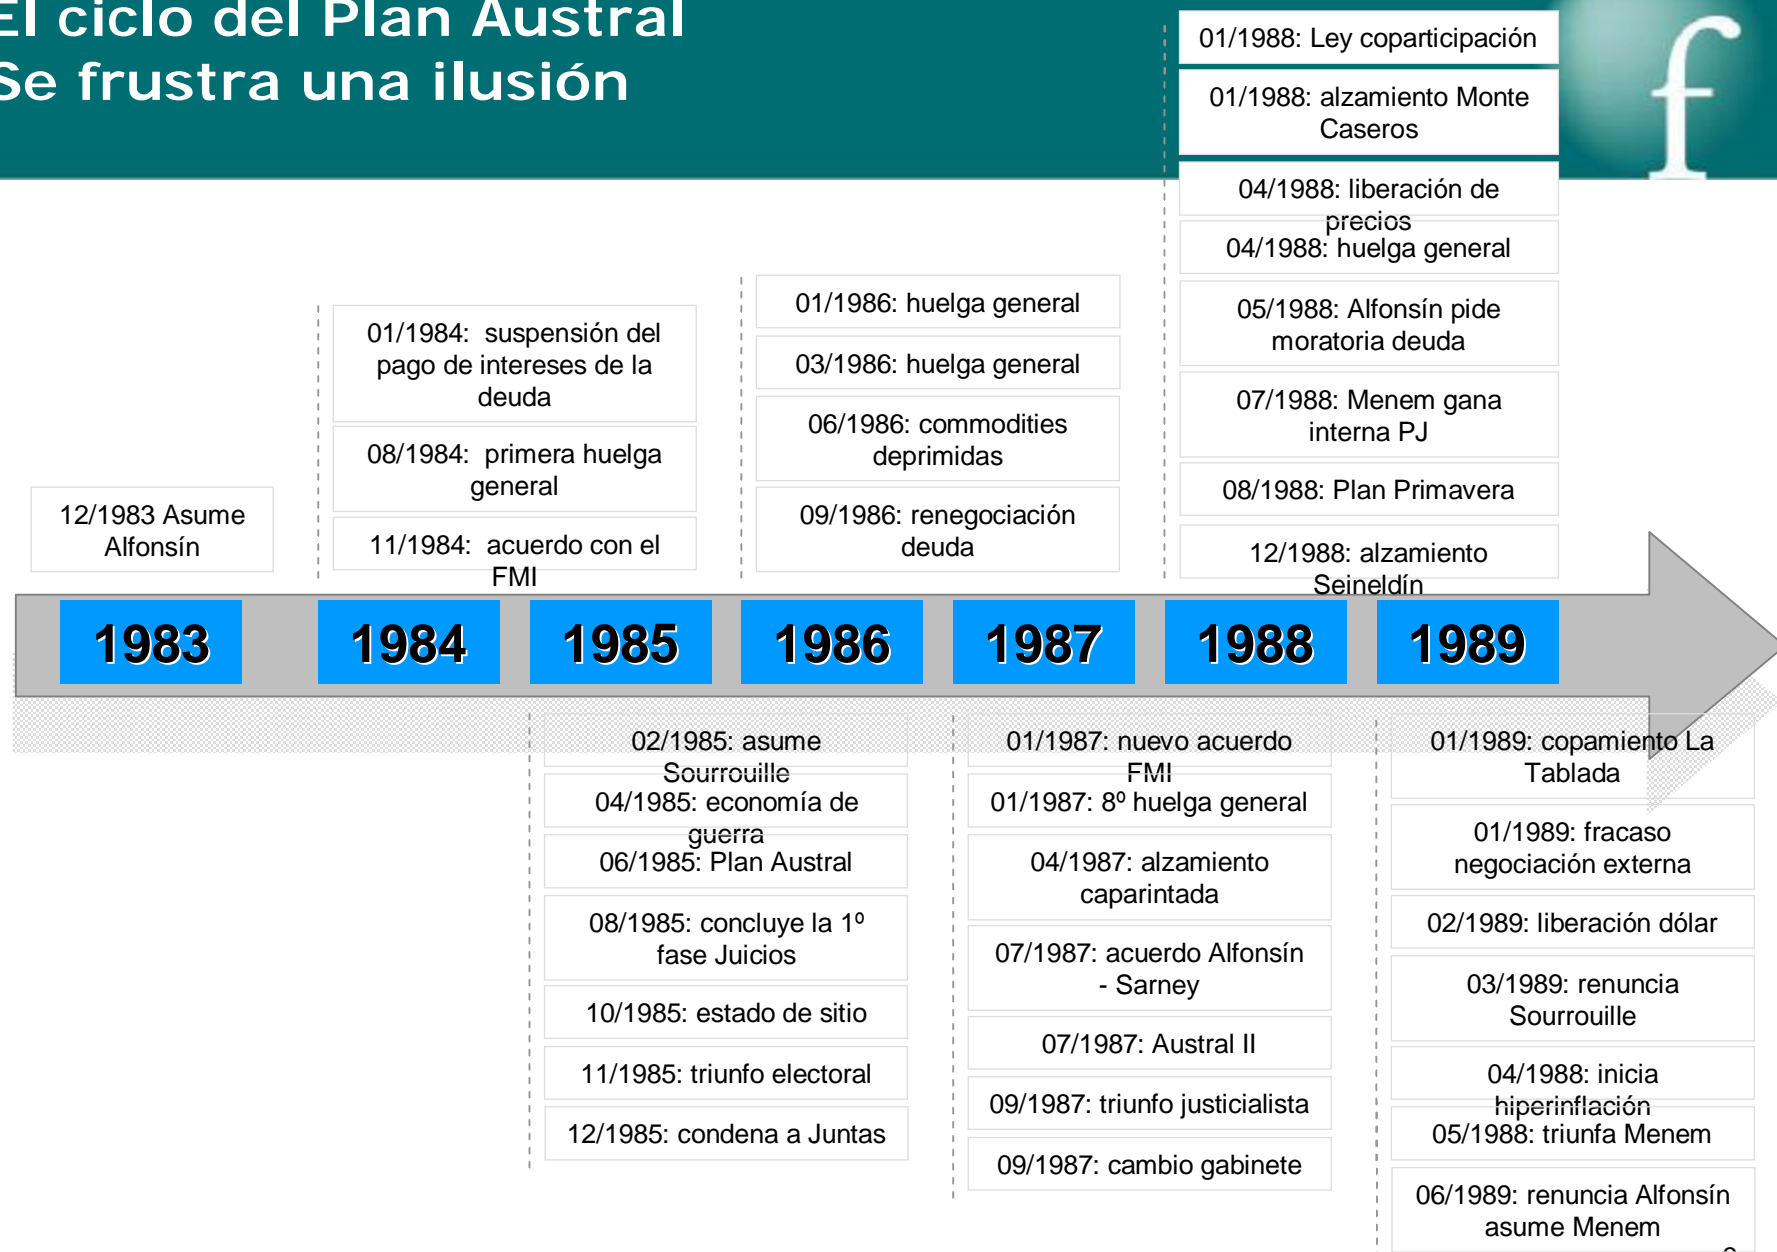 El ciclo del Plan Austral
Se frustra una ilusión
f
01/1988: Ley coparticipación
01/1988: alzamiento Monte
Caseros
04/1988: liberación de
precios
04/1988: huelga general
05/1988: Alfonsín pide
moratoria deuda
07/1988: Menem gana
interna PJ
08/1988: Plan Primavera
12/1988: alzamiento
Seineldín
01/1986: huelga general
03/1986: huelga general
06/1986: commodities
deprimidas
09/1986: renegociación
deuda
01/1984: suspensión del
pago de intereses de la
deuda
08/1984: primera huelga
general
11/1984: acuerdo con el
FMI
12/1983 Asume
Alfonsín
1983
1984
1985
1986
1987
1988
1989
02/1985: asume
Sourrouille
04/1985: economía de
guerra
06/1985: Plan Austral
08/1985: concluye la 1º
fase Juicios
10/1985: estado de sitio
11/1985: triunfo electoral
12/1985: condena a Juntas
01/1987: nuevo acuerdo
FMI
01/1987: 8º huelga general
04/1987: alzamiento
caparintada
07/1987: acuerdo Alfonsín
- Sarney
07/1987: Austral II
09/1987: triunfo justicialista
09/1987: cambio gabinete
01/1989: copamiento La
Tablada
01/1989: fracaso
negociación externa
02/1989: liberación dólar
03/1989: renuncia
Sourrouille
04/1988: inicia
hiperinflación
05/1988: triunfa Menem
06/1989: renuncia Alfonsín
asume Menem